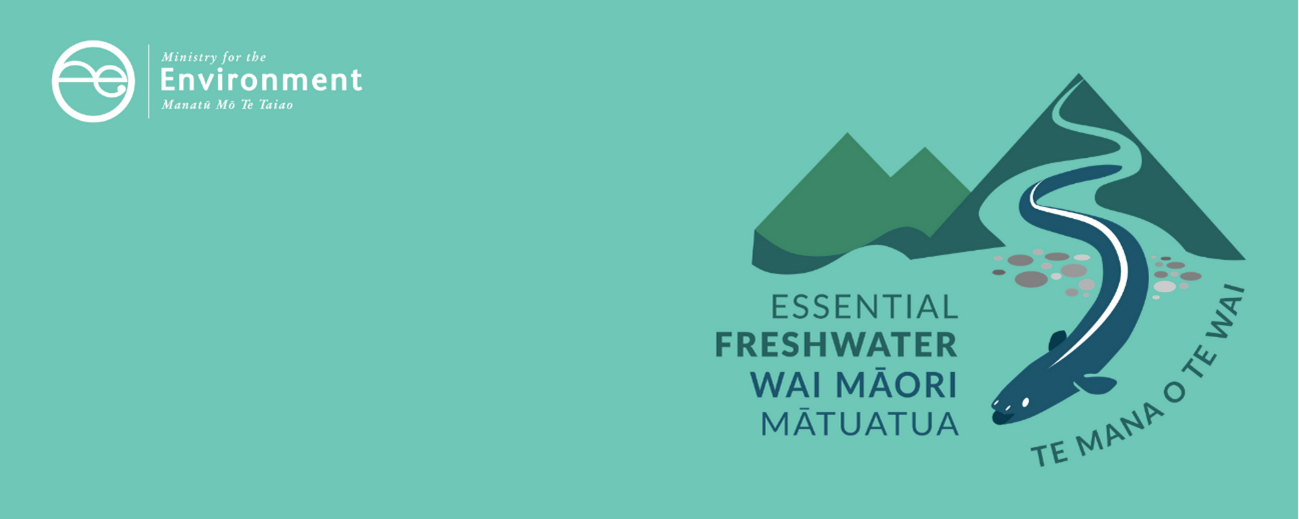 Ministry for the
Environment
Manatū Mō Te Taiao
ESSENTIAL
FRESHWATER
WAI MĀORI
MĀTUATUA
TE MANA O TE WAI